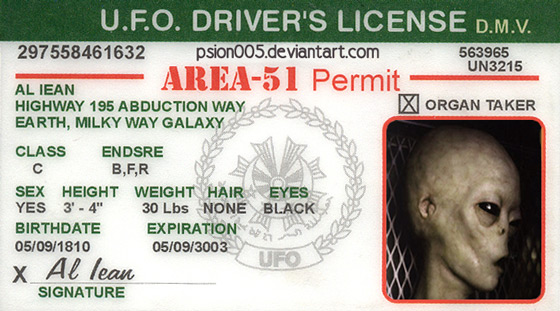 U.F.O. DRIVER'S LICENSE D.M.V.
297558461632 psion005.deviantart.com 563965
UN3215
AREA-51 Permit
AL IEAN
HIGHWAY 195 ABDUCTION WAY
EARTH, MILKY WAY GALAXY
X ORGAN TAKER
CLASS ENDSRE
C B,F,R
SEX HEIGHT WEIGHT HAIR EYES
YES 3' - 4" 30 Lbs NONE BLACK
BIRTHDATE EXPIRATION
05/09/1810 05/09/3003
UFO
X Al Iean
SIGNATURE